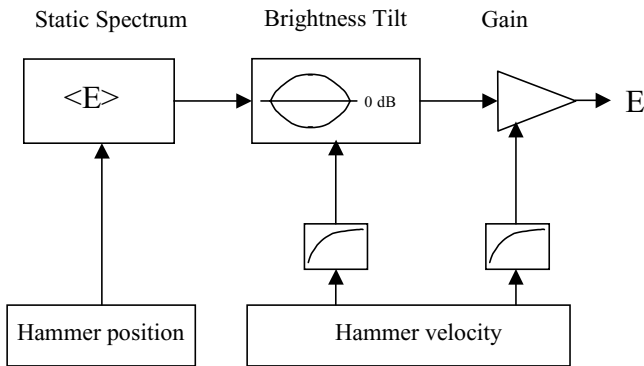 Static Spectrum
Brightness Tilt
Gain
<E>
0 dB
E
Hammer position
Hammer velocity